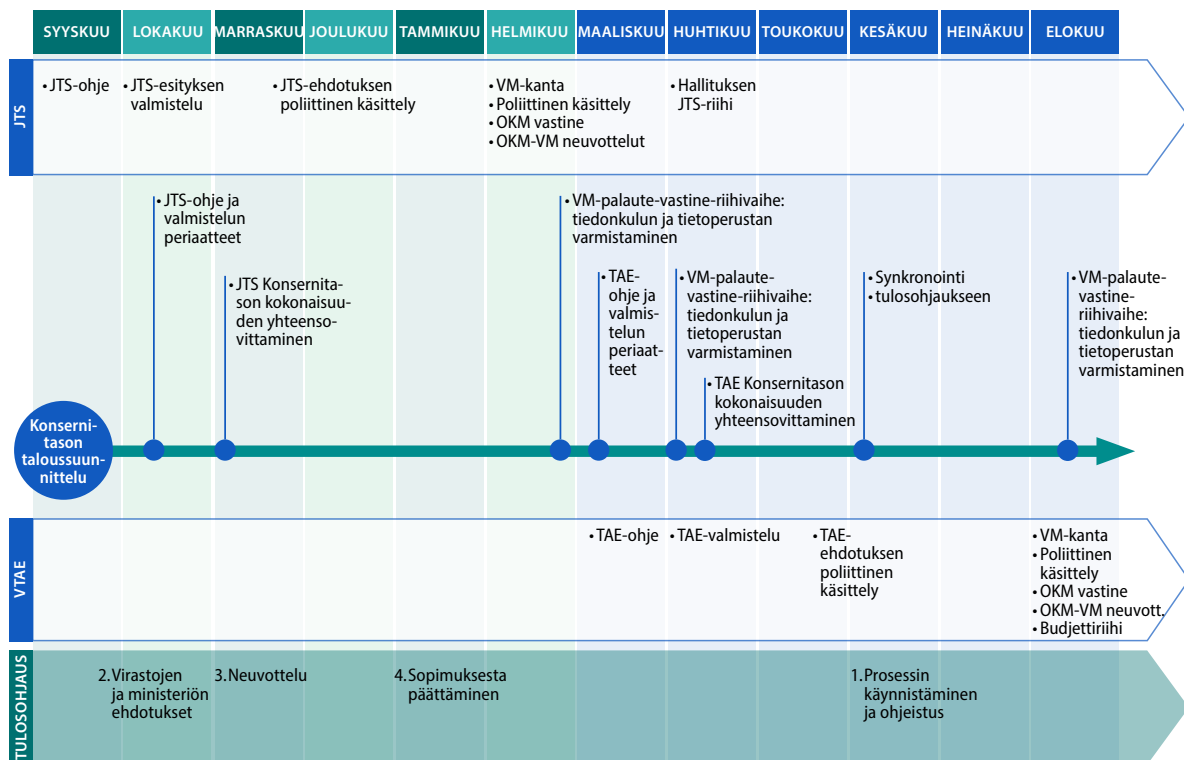 SYYSKUU
LOKAKUU
MARRASKUU
JOULUKUU
TAMMIKUU
HELMIKUU
MAALISKUU
HUHTIKUU
TOUKOKUU
KESÄKUU
HEINÄKUU
ELOKUU
JTS
• JTS-ohje
• JTS-esityksen
valmistelu
• JTS-ehdotuksen
poliittinen käsittely
• VM-kanta
• Poliittinen käsittely
• OKM vastine
• OKM-VM neuvottelut
• Hallituksen
JTS-riihi
• JTS-ohje ja
valmistelun
periaatteet
• JTS Konsernita-
son kokonaisuu-
den yhteenso-
vittaminen
• VM-palaute-vastine-riihivaihe:
tiedonkulun ja tietoperustan
varmistaminen
• TAE-
ohje ja
valmis-
telun
periaat-
teet
• VM-palaute-
vastine-riihivaihe:
tiedonkulun ja
tietoperustan
varmistaminen
• TAE Konsernitason
kokonaisuuden
yhteensovittaminen
• Synkronointi
• tulosohjaukseen
• VM-palaute-
vastine-
riihivaihe:
tiedonkulun ja
tietoperustan
varmistaminen
Konserni-
tason
taloussuun-
nittelu
VTAE
• TAE-ohje
• TAE-valmistelu
• TAE-
ehdotuksen
poliittinen
käsittely
• VM-kanta
• Poliittinen
käsittely
• OKM vastine
• OKM-VM neuvott.
• Budjettiriihi
TULOSOHJAUS
2. Virastojen
ja ministeriön
ehdotukset
3. Neuvottelu
4. Sopimuksesta
päättäminen
1. Prosessin
käynnistäminen
ja ohjeistus